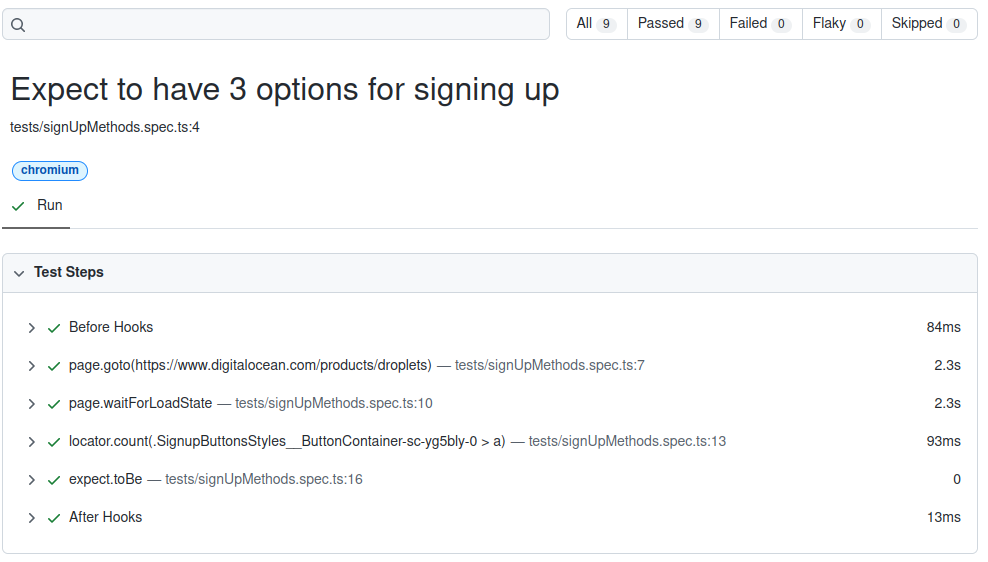 All 9 Passed 9 Failed 0 Flaky 0 Skipped 0
Expect to have 3 options for signing up
tests/signUpMethods.spec.ts:4
chromium
Run
Test Steps
Before Hooks 84ms
page.goto(https://www.digitalocean.com/products/droplets) — tests/signUpMethods.spec.ts:7 2.3s
page.waitForLoadState — tests/signUpMethods.spec.ts:10 2.3s
locator.count(.SignupButtonsStyles__ButtonContainer-sc-yg5bly-0 > a) — tests/signUpMethods.spec.ts:13 93ms
expect.toBe — tests/signUpMethods.spec.ts:16 0
After Hooks 13ms